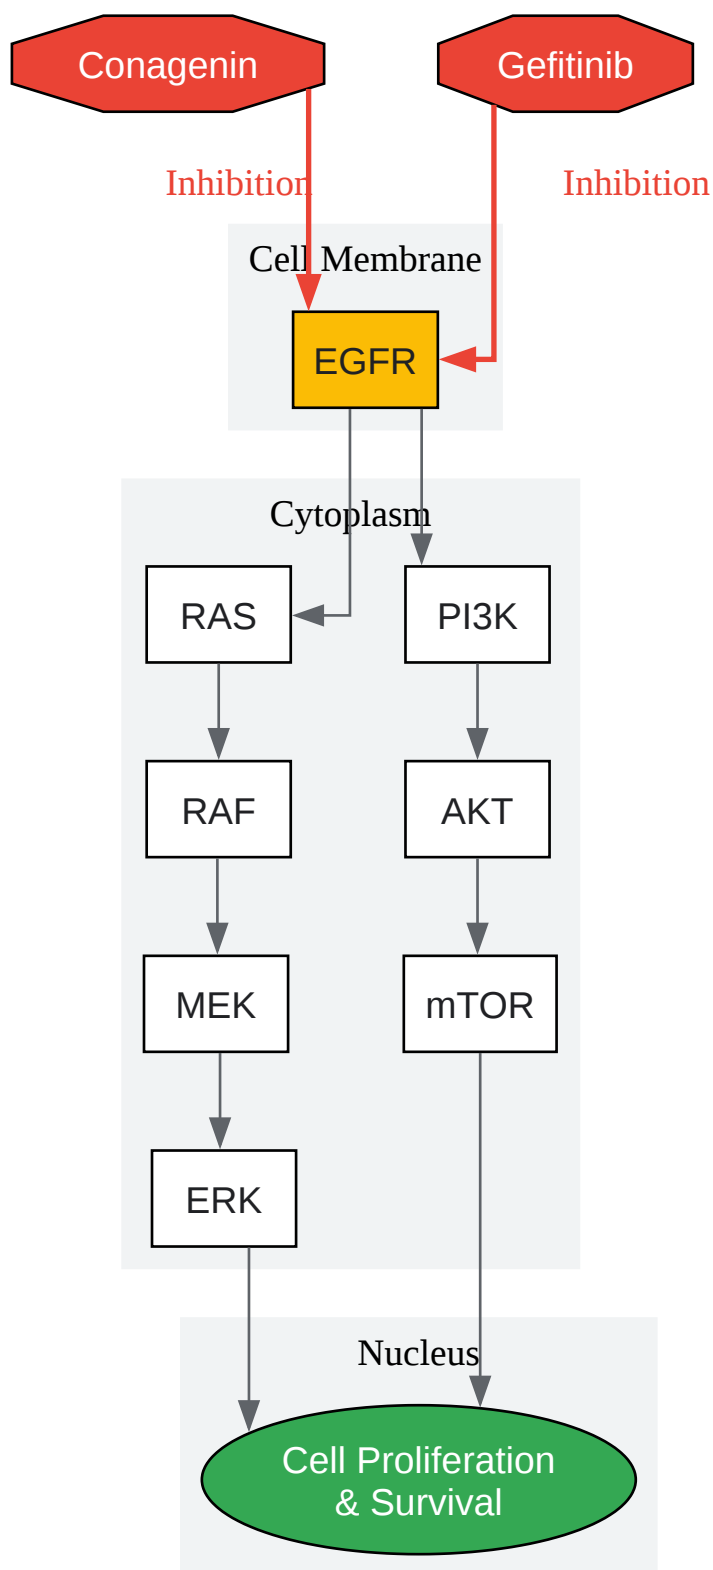 Conagenin
Gefitinib
Inhibition
Inhibition
Cell Membrane
EGFR
Cytoplasm
RAS
PI3K
RAF
AKT
MEK
mTOR
ERK
Nucleus
Cell Proliferation
& Survival